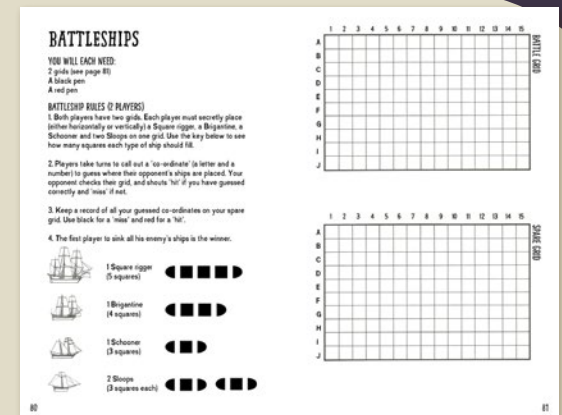 BATTLESHIPS
YOU WILL EACH NEED:
2 grids (see page 81)
A black pen
A red pen
BATTLESHIP RULES (2 PLAYERS)
1. Both players have two grids. Each player must secretly place
(either horizontally or vertically) a Square rigger, a Brigantine, a
Schooner and two Sloops on one grid. Use the key below to see
how many squares each type of ship should fill.
2. Players take turns to call out a 'co-ordinate' (a letter and a
number) to guess where their opponent's ships are placed. Your
opponent checks their grid, and shouts 'hit' if you have guessed
correctly and 'miss' if not.
3. Keep a record of all your guessed co-ordinates on your spare
grid. Use black for a 'miss' and red for a 'hit'.
4. The first player to sink all his enemy's ships is the winner.
1 Square rigger
(5 squares)
1 Brigantine
(4 squares)
1 Schooner
(3 squares)
2 Sloops
(3 squares each)
80
1 2 3 4 5 6 7 8 9 10 11 12 13 14 15
A
B
C
D
E
F
G
H
I
J
BATTLE GRID
1 2 3 4 5 6 7 8 9 10 11 12 13 14 15
A
B
C
D
E
F
G
H
I
J
SPARE GRID
81